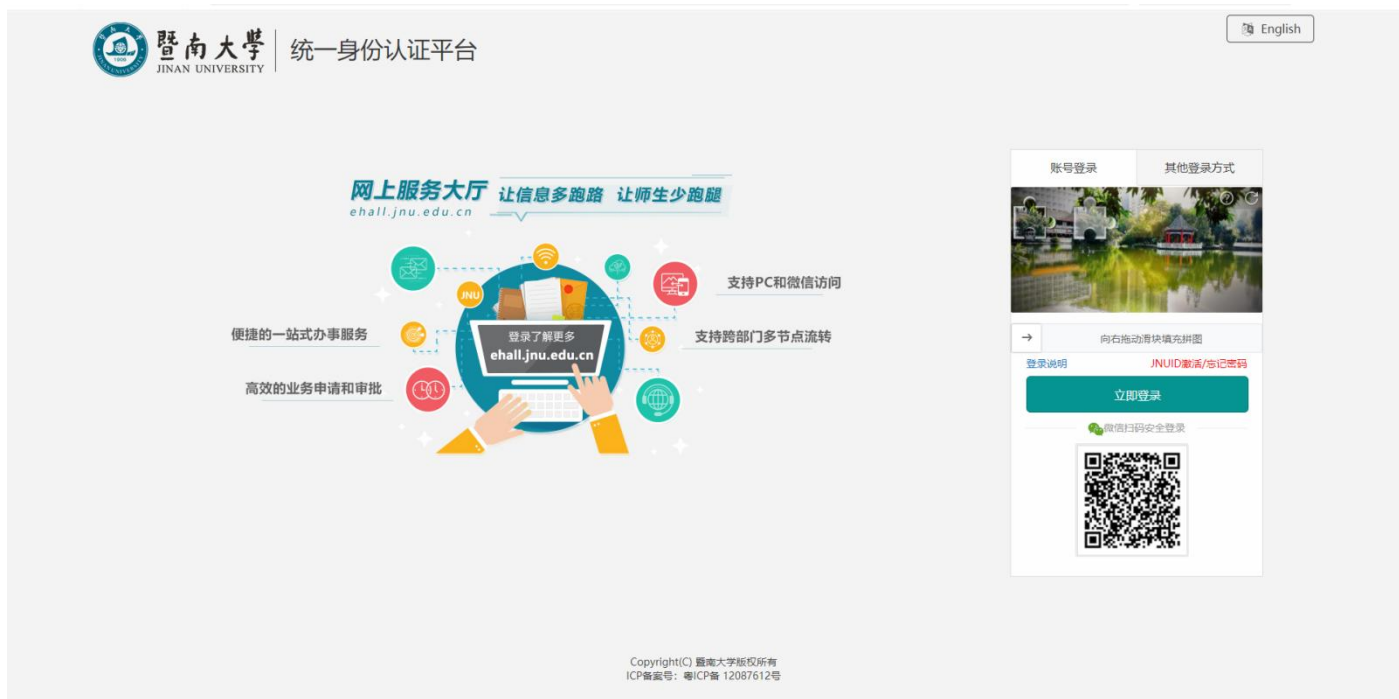 暨南大學
JINAN UNIVERSITY
统一身份认证平台
English
网上服务大厅 让信息多跑路 让师生少跑腿
ehall.jnu.edu.cn
JNU
登录了解更多
ehall.jnu.edu.cn
便捷的一站式办事服务
高效的业务申请和审批
支持PC和微信访问
支持跨部门多节点流转
账号登录
其他登录方式
→ 向右拖动滑块填充拼图
登录说明
JNUID激活/忘记密码
立即登录
微信扫码安全登录
Copyright(C) 暨南大学版权所有
ICP备案号：粤ICP备 12087612号